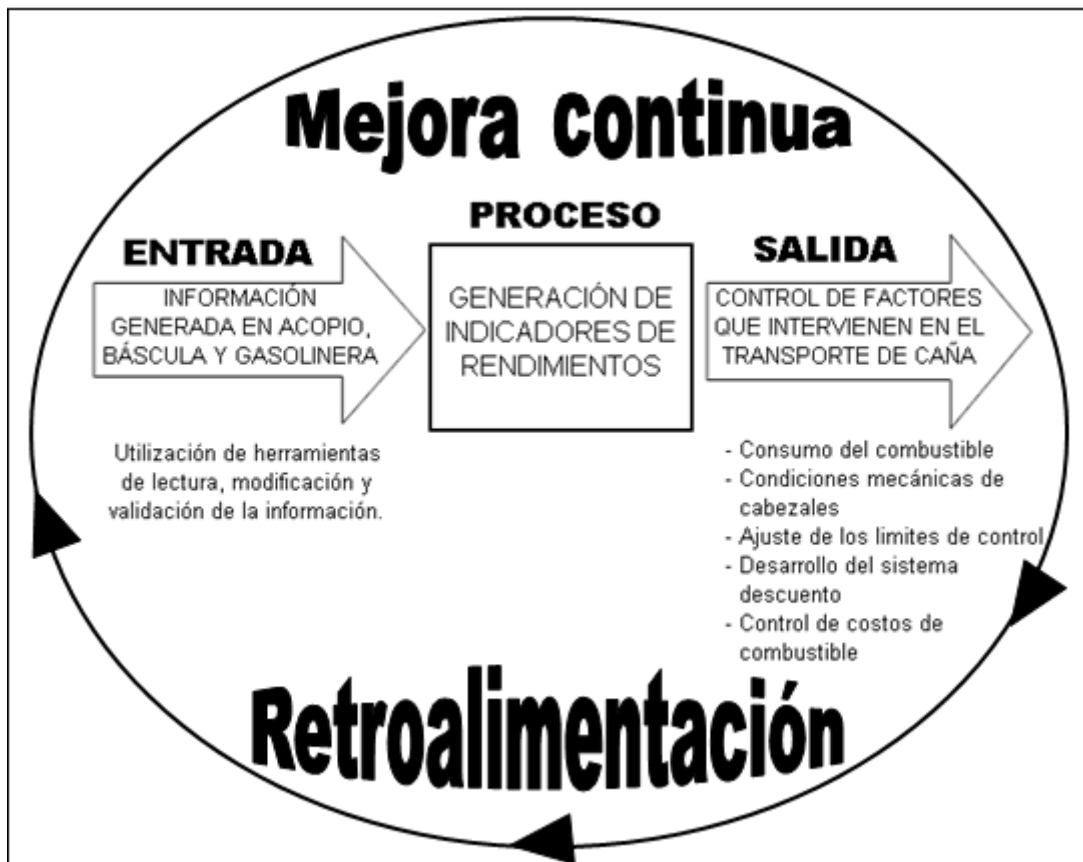 Mejora continua
PROCESO
ENTRADA
SALIDA
INFORMACIÓN
GENERADA EN ACOPIO,
BÁSCULA Y GASOLINERA
GENERACIÓN DE
INDICADORES DE
RENDIMIENTOS
CONTROL DE FACTORES
QUE INTERVIENEN EN EL
TRANSPORTE DE CAÑA
Utilización de herramientas
de lectura, modificación y
validación de la información.
- Consumo del combustible
- Condiciones mecánicas de
cabezales
- Ajuste de los limites de control
- Desarrollo del sistema
descuento
- Control de costos de
combustible
Retroalimentación